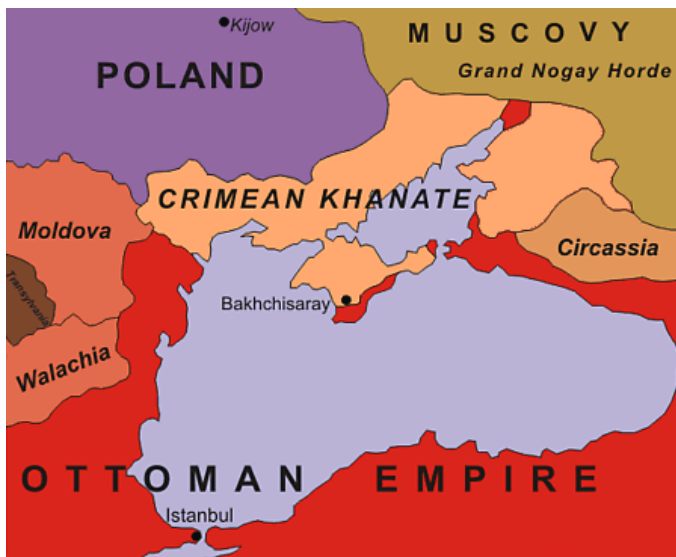 Kijow
MUSCOVY
POLAND
Grand Nogay Horde
CRIMEAN KHANATE
Moldova
Circassia
Transylvania
Bakhchisaray
Walachia
OTTOMAN EMPIRE
Istanbul